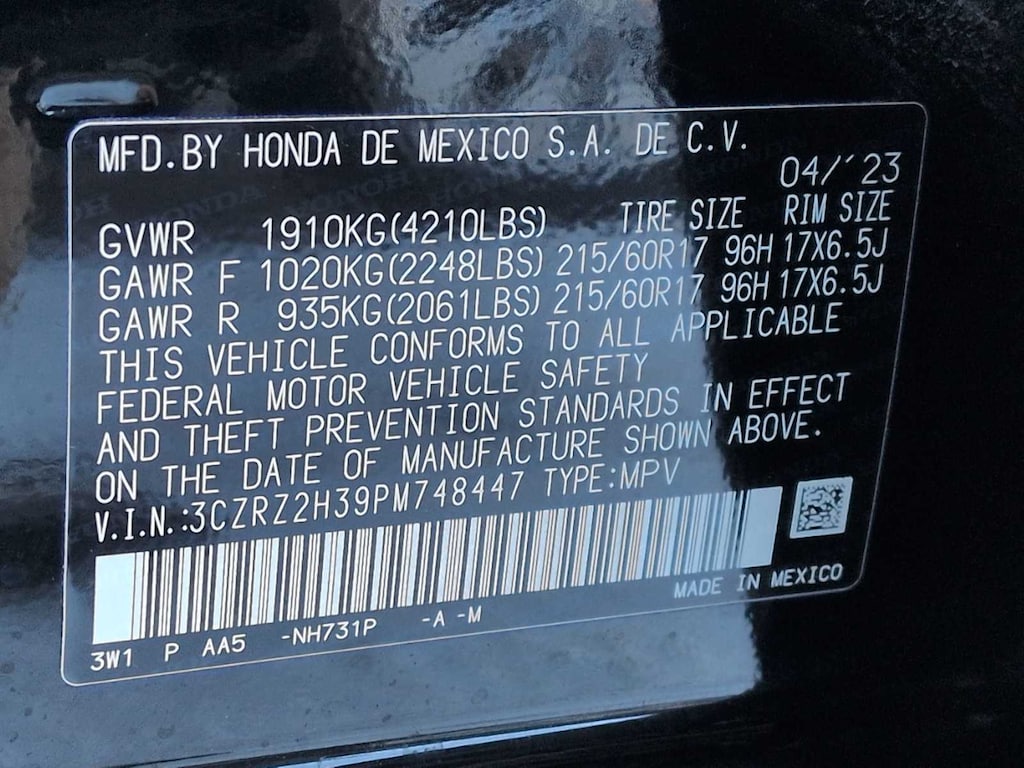 MFD.BY HONDA DE MEXICO S.A. DE C.V.
04/´23
GVWR 1910KG(4210LBS) TIRE SIZE RIM SIZE
GAWR F 1020KG(2248LBS) 215/60R17 96H 17X6.5J
GAWR R 935KG(2061LBS) 215/60R17 96H 17X6.5J
THIS VEHICLE CONFORMS TO ALL APPLICABLE
FEDERAL MOTOR VEHICLE SAFETY
AND THEFT PREVENTION STANDARDS IN EFFECT
ON THE DATE OF MANUFACTURE SHOWN ABOVE.
V.I.N.:3CZRZ2H39PM748447 TYPE:MPV
MADE IN MEXICO
3W1 P AA5 -NH731P -A -M